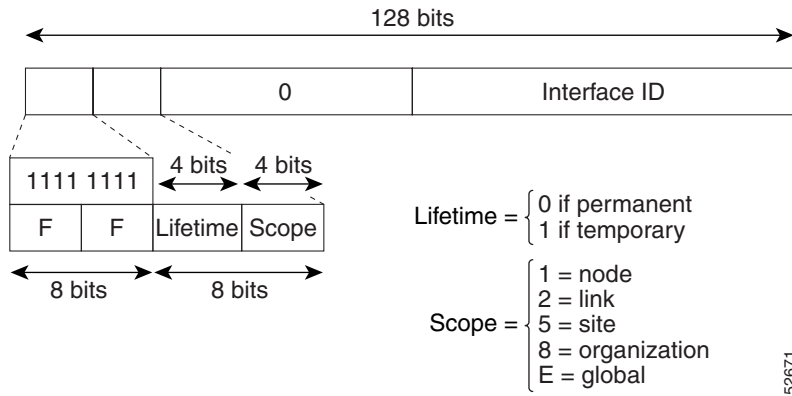 128 bits
0
Interface ID
4 bits
4 bits
1111 1111
F
F
Lifetime
Scope
8 bits
8 bits
Lifetime =
0 if permanent
1 if temporary
Scope =
1 = node
2 = link
5 = site
8 = organization
E = global
52671